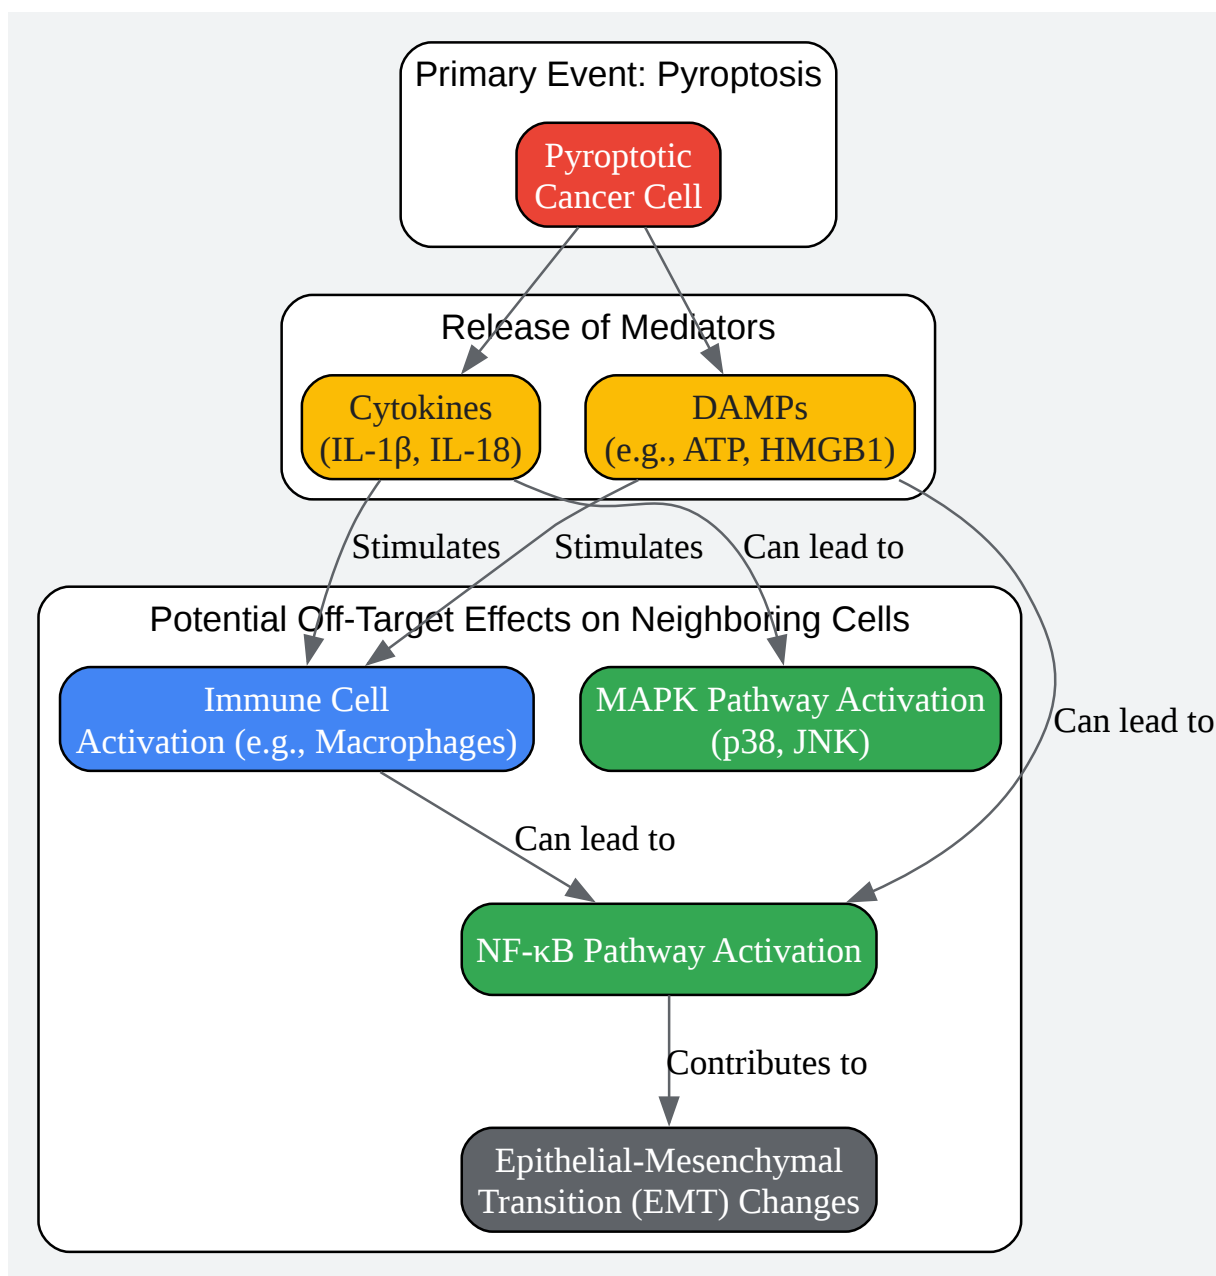 Primary Event: Pyroptosis
Pyroptotic
Cancer Cell
Release of Mediators
Cytokines
(IL-1β, IL-18)
DAMPs
(e.g., ATP, HMGB1)
Stimulates
Stimulates
Can lead to
Potential Off-Target Effects on Neighboring Cells
Immune Cell
Activation (e.g., Macrophages)
MAPK Pathway Activation
(p38, JNK)
Can lead to
Can lead to
NF-κB Pathway Activation
Contributes to
Epithelial-Mesenchymal
Transition (EMT) Changes